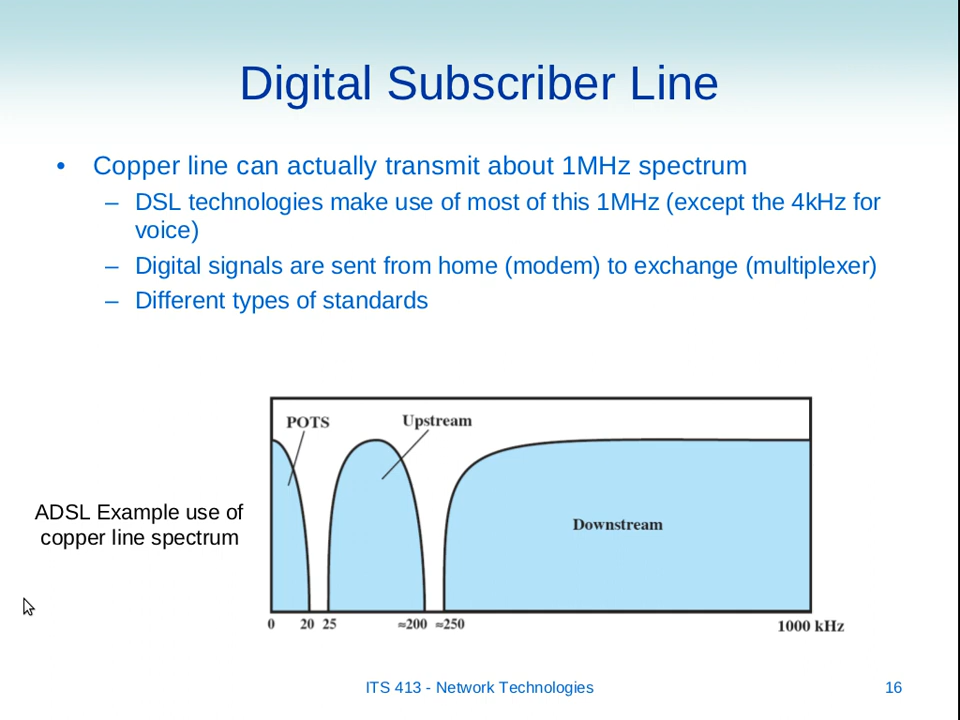 Digital Subscriber Line
• Copper line can actually transmit about 1MHz spectrum
– DSL technologies make use of most of this 1MHz (except the 4kHz for
voice)
– Digital signals are sent from home (modem) to exchange (multiplexer)
– Different types of standards
POTS
Upstream
Downstream
ADSL Example use of
copper line spectrum
0 20 25 ≈200 ≈250 1000 kHz
ITS 413 - Network Technologies
16